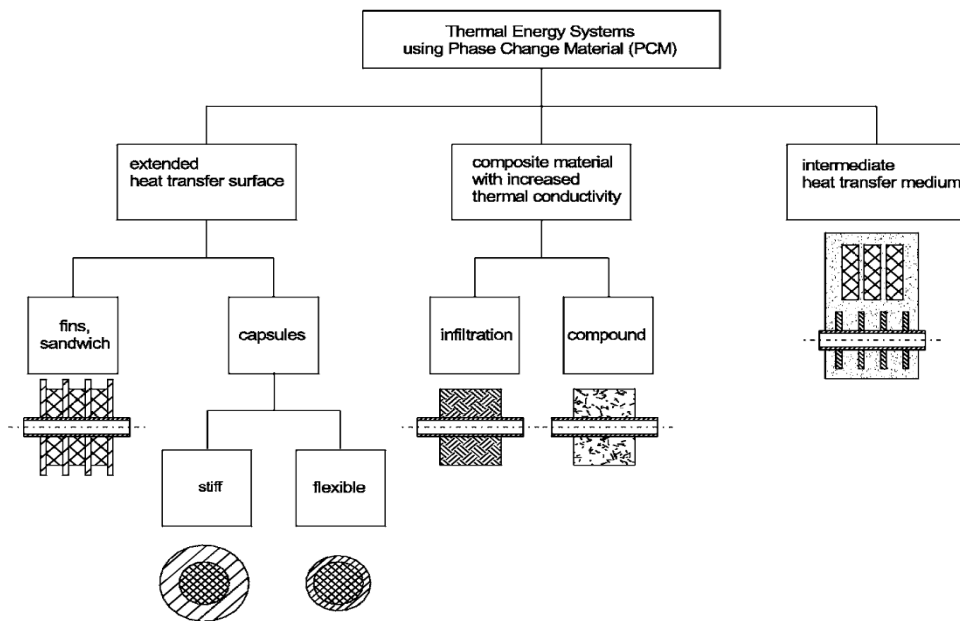 Thermal Energy Systems
using Phase Change Material (PCM)
extended
heat transfer surface
composite material
with increased
thermal conductivity
intermediate
heat transfer medium
fins,
sandwich
capsules
infiltration
compound
stiff
flexible